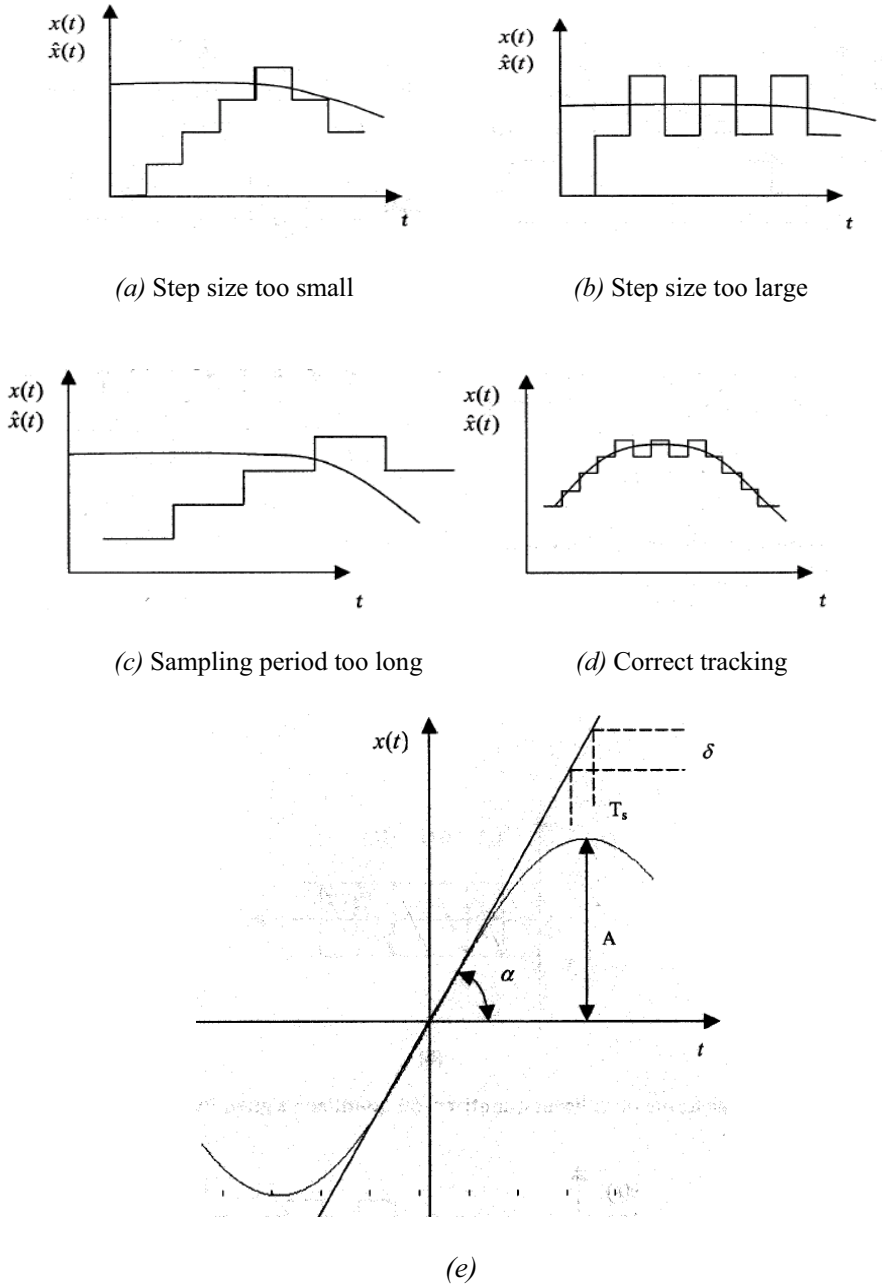 x(t)
x̂(t)
t
(a) Step size too small
x(t)
x̂(t)
t
(b) Step size too large
x(t)
x̂(t)
t
(c) Sampling period too long
x(t)
x̂(t)
t
(d) Correct tracking
x(t)
δ
Tₛ
A
α
t
(e)